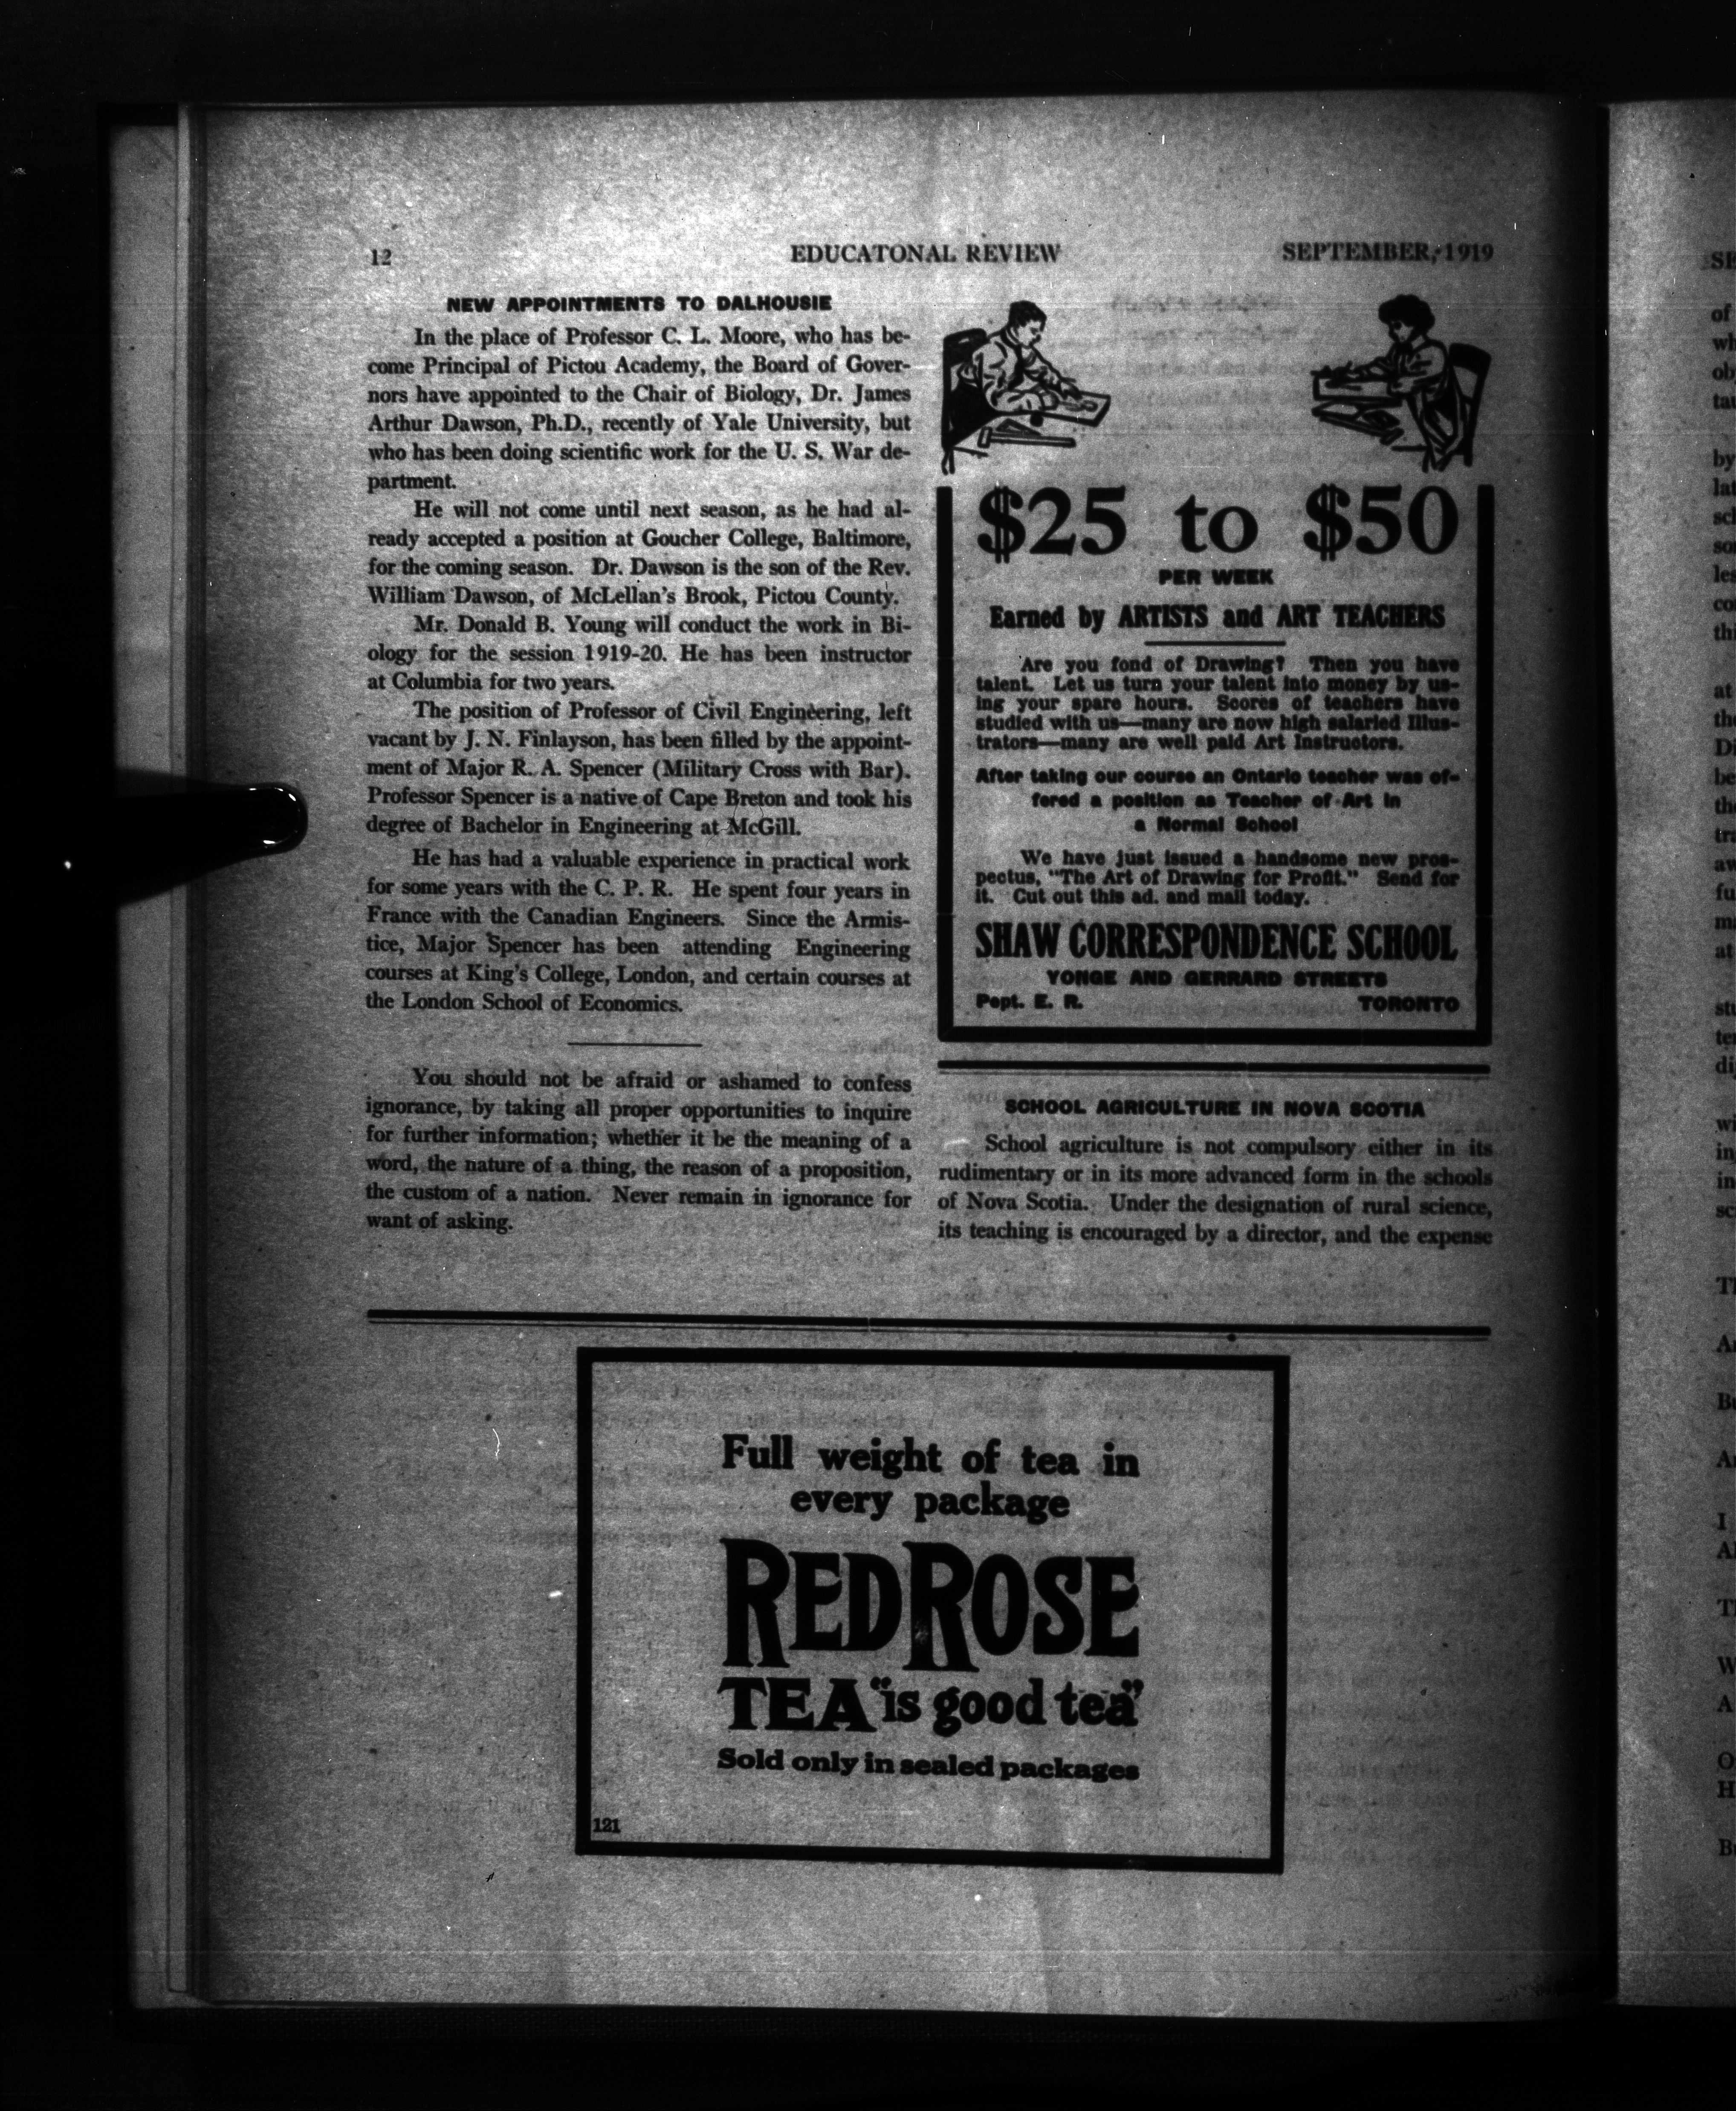 12
EDUCATONAL REVIEW
SEPTEMBER, 1919
NEW APPOINTMENTS TO DALHOUSIE
In the place of Professor C. L. Moore, who has be-
come Principal of Pictou Academy, the Board of Gover-
nors have appointed to the Chair of Biology, Dr. James
Arthur Dawson, Ph.D., recently of Yale University, but
who has been doing scientific work for the U. S. War de-
partment.
He will not come until next season, as he had al-
ready accepted a position at Goucher College, Baltimore,
for the coming season. Dr. Dawson is the son of the Rev.
William Dawson, of McLellan's Brook, Pictou County.
Mr. Donald B. Young will conduct the work in Bi-
ology for the session 1919-20. He has been instructor
at Columbia for two years.
The position of Professor of Civil Engineering, left
vacant by J. N. Finlayson, has been filled by the appoint-
ment of Major R. A. Spencer (Military Cross with Bar).
Professor Spencer is a native of Cape Breton and took his
degree of Bachelor in Engineering at McGill.
He has had a valuable experience in practical work
for some years with the C. P. R. He spent four years in
France with the Canadian Engineers. Since the Armis-
tice, Major Spencer has been attending Engineering
courses at King's College, London, and certain courses at
the London School of Economics.
You should not be afraid or ashamed to confess
ignorance, by taking all proper opportunities to inquire
for further information; whether it be the meaning of a
word, the nature of a thing, the reason of a proposition,
the custom of a nation. Never remain in ignorance for
want of asking.
$25 to $50
PER WEEK
Earned by ARTISTS and ART TEACHERS
Are you fond of Drawing? Then you have
talent. Let us turn your talent into money by us-
ing your spare hours. Scores of teachers have
studied with us—many are now high salaried Illus-
trators—many are well paid Art Instructors.
After taking our course an Ontario teacher was of-
fered a position as Teacher of Art in
a Normal School
We have just issued a handsome new pros-
pectus, "The Art of Drawing for Profit." Send for
it. Cut out this ad. and mail today.
SHAW CORRESPONDENCE SCHOOL
YONGE AND GERRARD STREETS
Pept. E. R. TORONTO
SCHOOL AGRICULTURE IN NOVA SCOTIA
School agriculture is not compulsory either in its
rudimentary or in its more advanced form in the schools
of Nova Scotia. Under the designation of rural science,
its teaching is encouraged by a director, and the expense
Full weight of tea in
every package
RED ROSE
TEA "is good tea"
Sold only in sealed packages
121